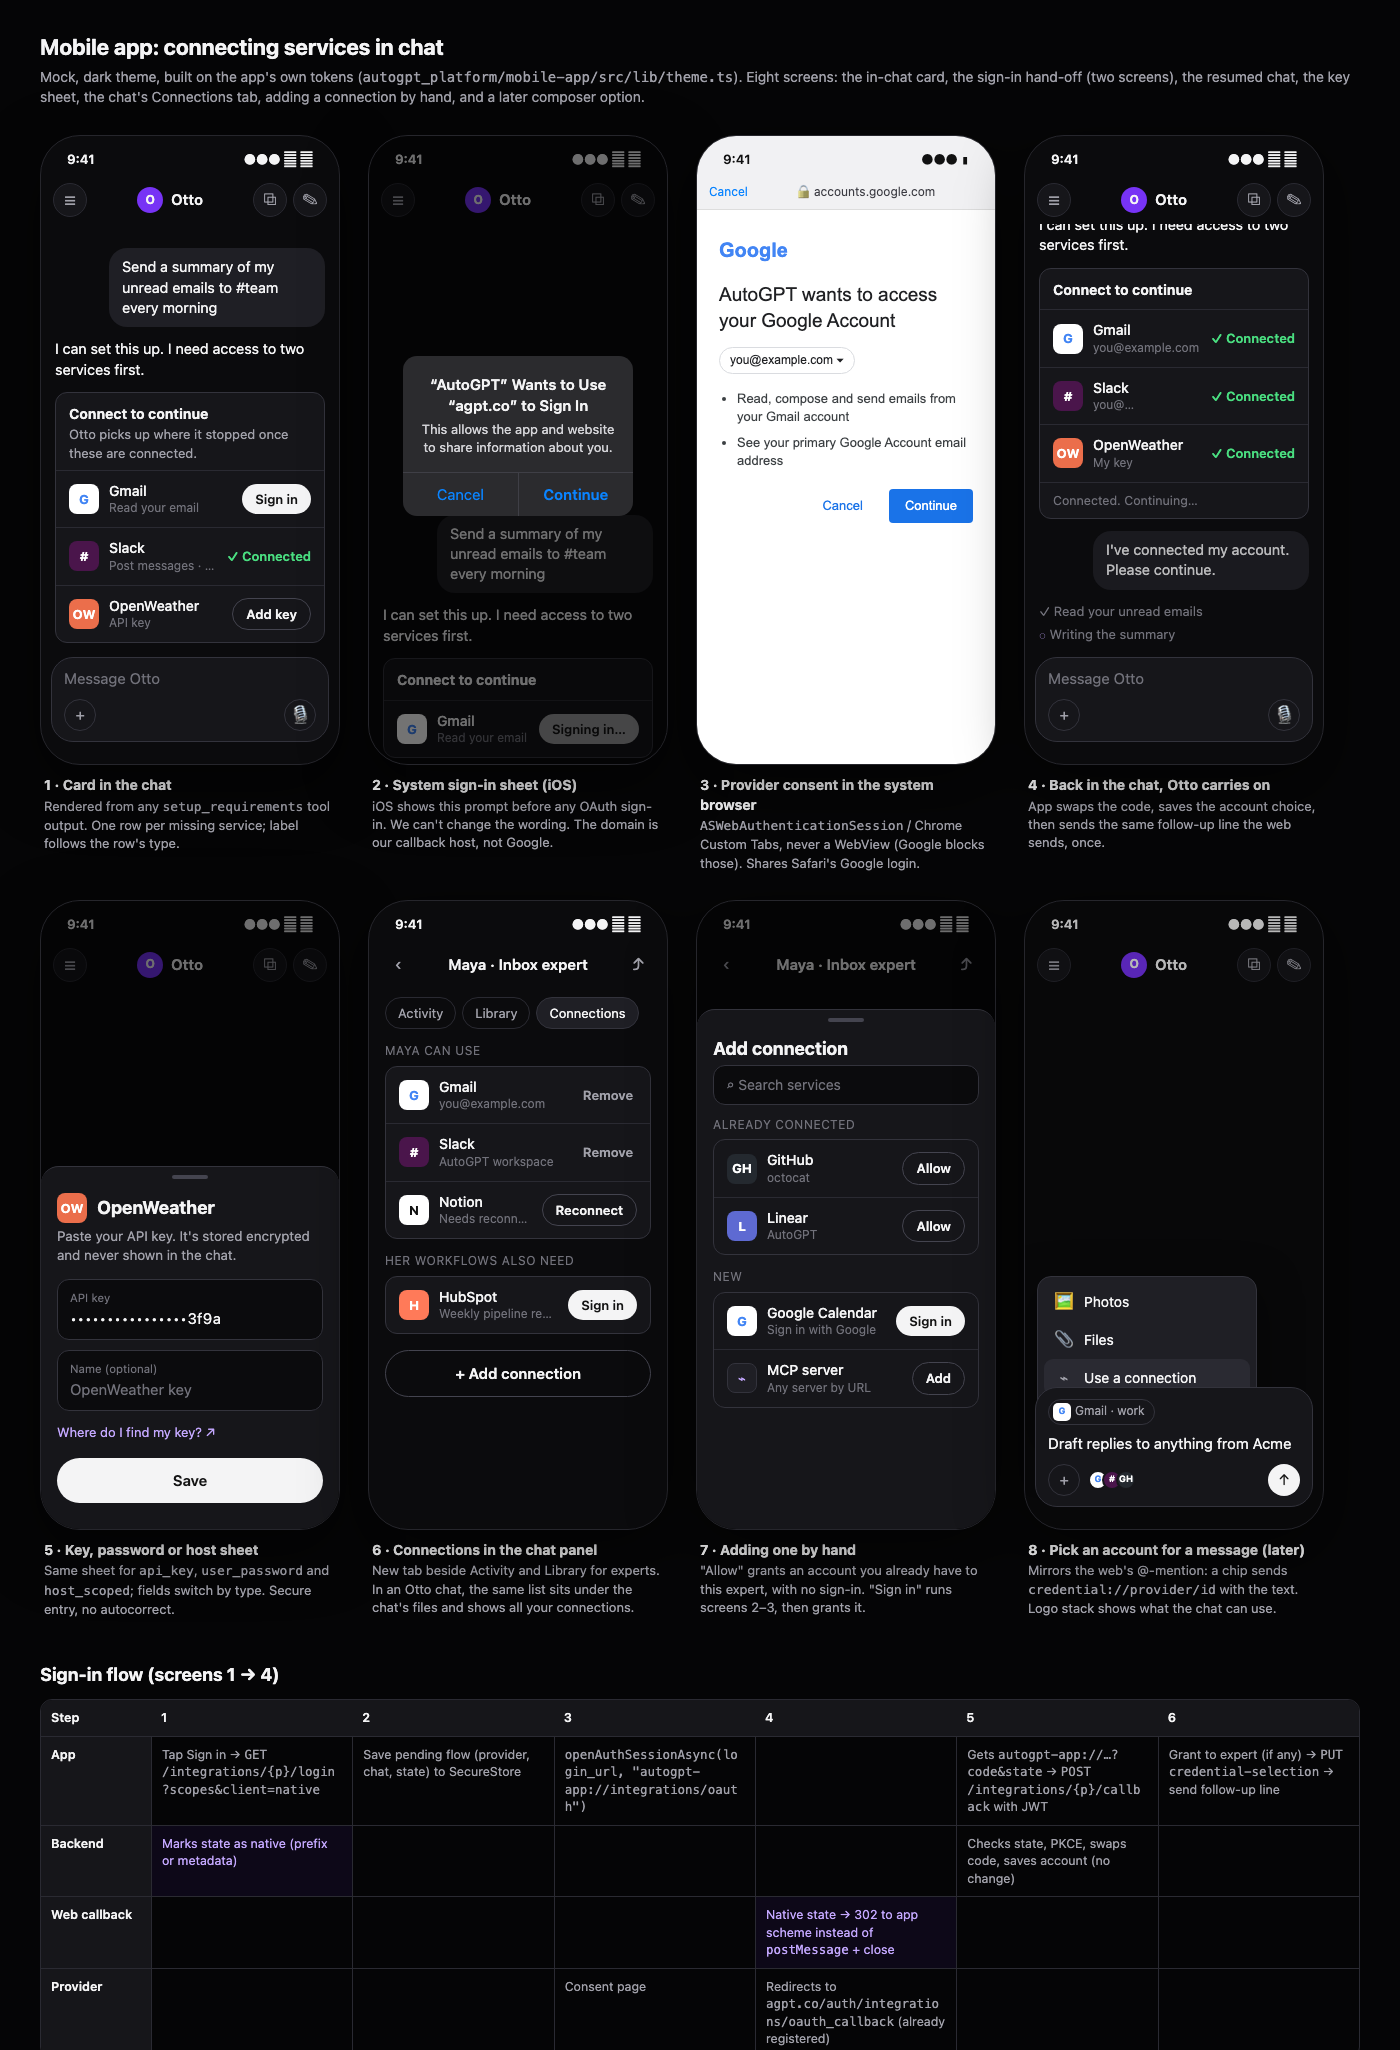 Mobile app: connecting services in chat
Mock, dark theme, built on the app's own tokens (autogpt_platform/mobile-app/src/lib/theme.ts). Eight screens: the in-chat card, the sign-in hand-off (two screens), the resumed chat, the key
sheet, the chat's Connections tab, adding a connection by hand, and a later composer option.
9:41
O Otto
Send a summary of my
unread emails to #team
every morning
I can set this up. I need access to two
services first.
Connect to continue
Otto picks up where it stopped once
these are connected.
G Gmail
Read your email
Sign in
# Slack
Post messages · ...
✓ Connected
OW OpenWeather
API key
Add key
Message Otto
+
1 · Card in the chat
Rendered from any setup_requirements tool
output. One row per missing service; label
follows the row's type.
9:41
O Otto
“AutoGPT” Wants to Use
“agpt.co” to Sign In
This allows the app and website
to share information about you.
Cancel
Continue
Send a summary of my
unread emails to #team
every morning
I can set this up. I need access to two
services first.
Connect to continue
G Gmail
Read your email
Signing in...
2 · System sign-in sheet (iOS)
iOS shows this prompt before any OAuth sign-
in. We can't change the wording. The domain is
our callback host, not Google.
9:41
Cancel
accounts.google.com
Google
AutoGPT wants to access
your Google Account
you@example.com
• Read, compose and send emails from
your Gmail account
• See your primary Google Account email
address
Cancel
Continue
3 · Provider consent in the system
browser
ASWebAuthenticationSession / Chrome
Custom Tabs, never a WebView (Google blocks
those). Shares Safari's Google login.
9:41
O Otto
I can set this up. I need access to two
services first.
Connect to continue
G Gmail
you@example.com
✓ Connected
# Slack
you@...
✓ Connected
OW OpenWeather
My key
✓ Connected
Connected. Continuing...
I've connected my account.
Please continue.
✓ Read your unread emails
○ Writing the summary
Message Otto
+
4 · Back in the chat, Otto carries on
App swaps the code, saves the account choice,
then sends the same follow-up line the web
sends, once.
9:41
O Otto
OW OpenWeather
Paste your API key. It's stored encrypted
and never shown in the chat.
API key
••••••••••••••••3f9a
Name (optional)
OpenWeather key
Where do I find my key? ↗
Save
5 · Key, password or host sheet
Same sheet for api_key, user_password and
host_scoped; fields switch by type. Secure
entry, no autocorrect.
9:41
‹ Maya · Inbox expert
Activity
Library
Connections
MAYA CAN USE
G Gmail
you@example.com
Remove
# Slack
AutoGPT workspace
Remove
N Notion
Needs reconn...
Reconnect
HER WORKFLOWS ALSO NEED
H HubSpot
Weekly pipeline re...
Sign in
+ Add connection
6 · Connections in the chat panel
New tab beside Activity and Library for experts.
In an Otto chat, the same list sits under the
chat's files and shows all your connections.
9:41
‹ Maya · Inbox expert
Add connection
Search services
ALREADY CONNECTED
GH GitHub
octocat
Allow
L Linear
AutoGPT
Allow
NEW
G Google Calendar
Sign in with Google
Sign in
MCP server
Any server by URL
Add
7 · Adding one by hand
"Allow" grants an account you already have to
this expert, with no sign-in. "Sign in" runs
screens 2–3, then grants it.
9:41
O Otto
Photos
Files
Use a connection
G Gmail · work
Draft replies to anything from Acme
+ G # GH ↑
8 · Pick an account for a message (later)
Mirrors the web's @-mention: a chip sends
credential://provider/id with the text.
Logo stack shows what the chat can use.
Sign-in flow (screens 1 → 4)
Step 1 2 3 4 5 6
App
Tap Sign in → GET
/integrations/{p}/login
?scopes&client=native
Save pending flow (provider,
chat, state) to SecureStore
openAuthSessionAsync(lo
gin_url, "autogpt-
app://integrations/oaut
h")
Gets autogpt-app://…?
code&state → POST
/integrations/{p}/callb
ack with JWT
Grant to expert (if any) → PUT
credential-selection →
send follow-up line
Backend
Marks state as native (prefix
or metadata)
Checks state, PKCE, swaps
code, saves account (no
change)
Web callback
Native state → 302 to app
scheme instead of
postMessage + close
Provider
Consent page
Redirects to
agpt.co/auth/integratio
ns/oauth_callback (already
registered)